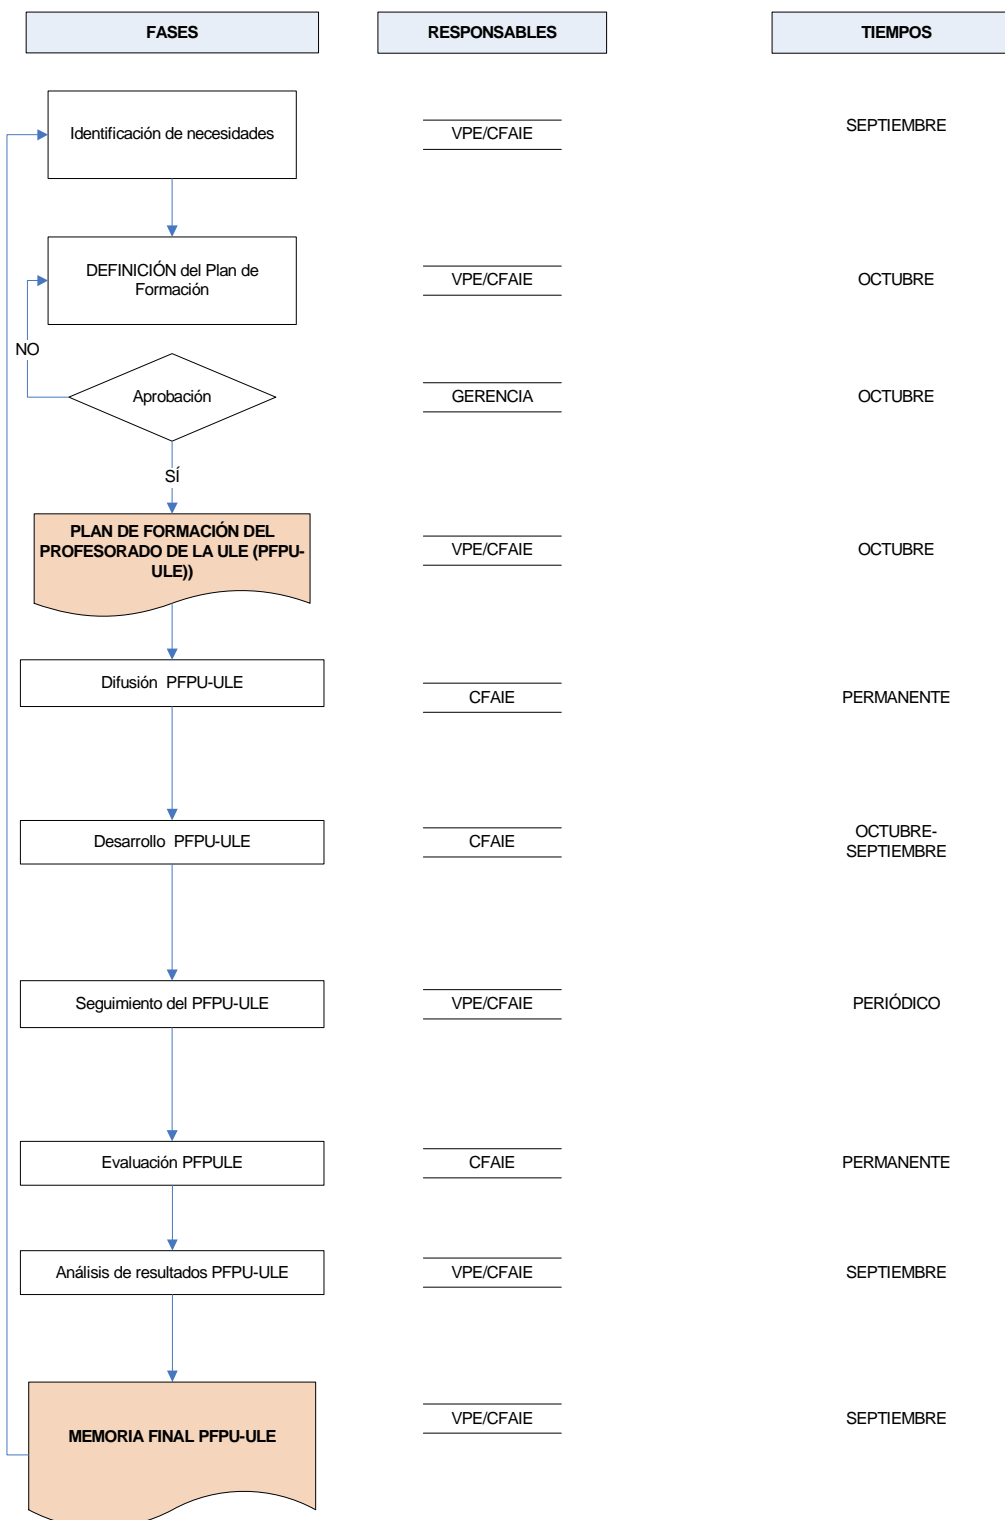 FASES
RESPONSABLES
TIEMPOS
Identificación de necesidades
VPE/CFAIE
SEPTIEMBRE
DEFINICIÓN del Plan de
Formación
VPE/CFAIE
OCTUBRE
NO
Aprobación
GERENCIA
OCTUBRE
SÍ
PLAN DE FORMACIÓN DEL
PROFESORADO DE LA ULE (PFPU-
ULE))
VPE/CFAIE
OCTUBRE
Difusión PFPU-ULE
CFAIE
PERMANENTE
Desarrollo PFPU-ULE
CFAIE
OCTUBRE-
SEPTIEMBRE
Seguimiento del PFPU-ULE
VPE/CFAIE
PERIÓDICO
Evaluación PFPULE
CFAIE
PERMANENTE
Análisis de resultados PFPU-ULE
VPE/CFAIE
SEPTIEMBRE
MEMORIA FINAL PFPU-ULE
VPE/CFAIE
SEPTIEMBRE